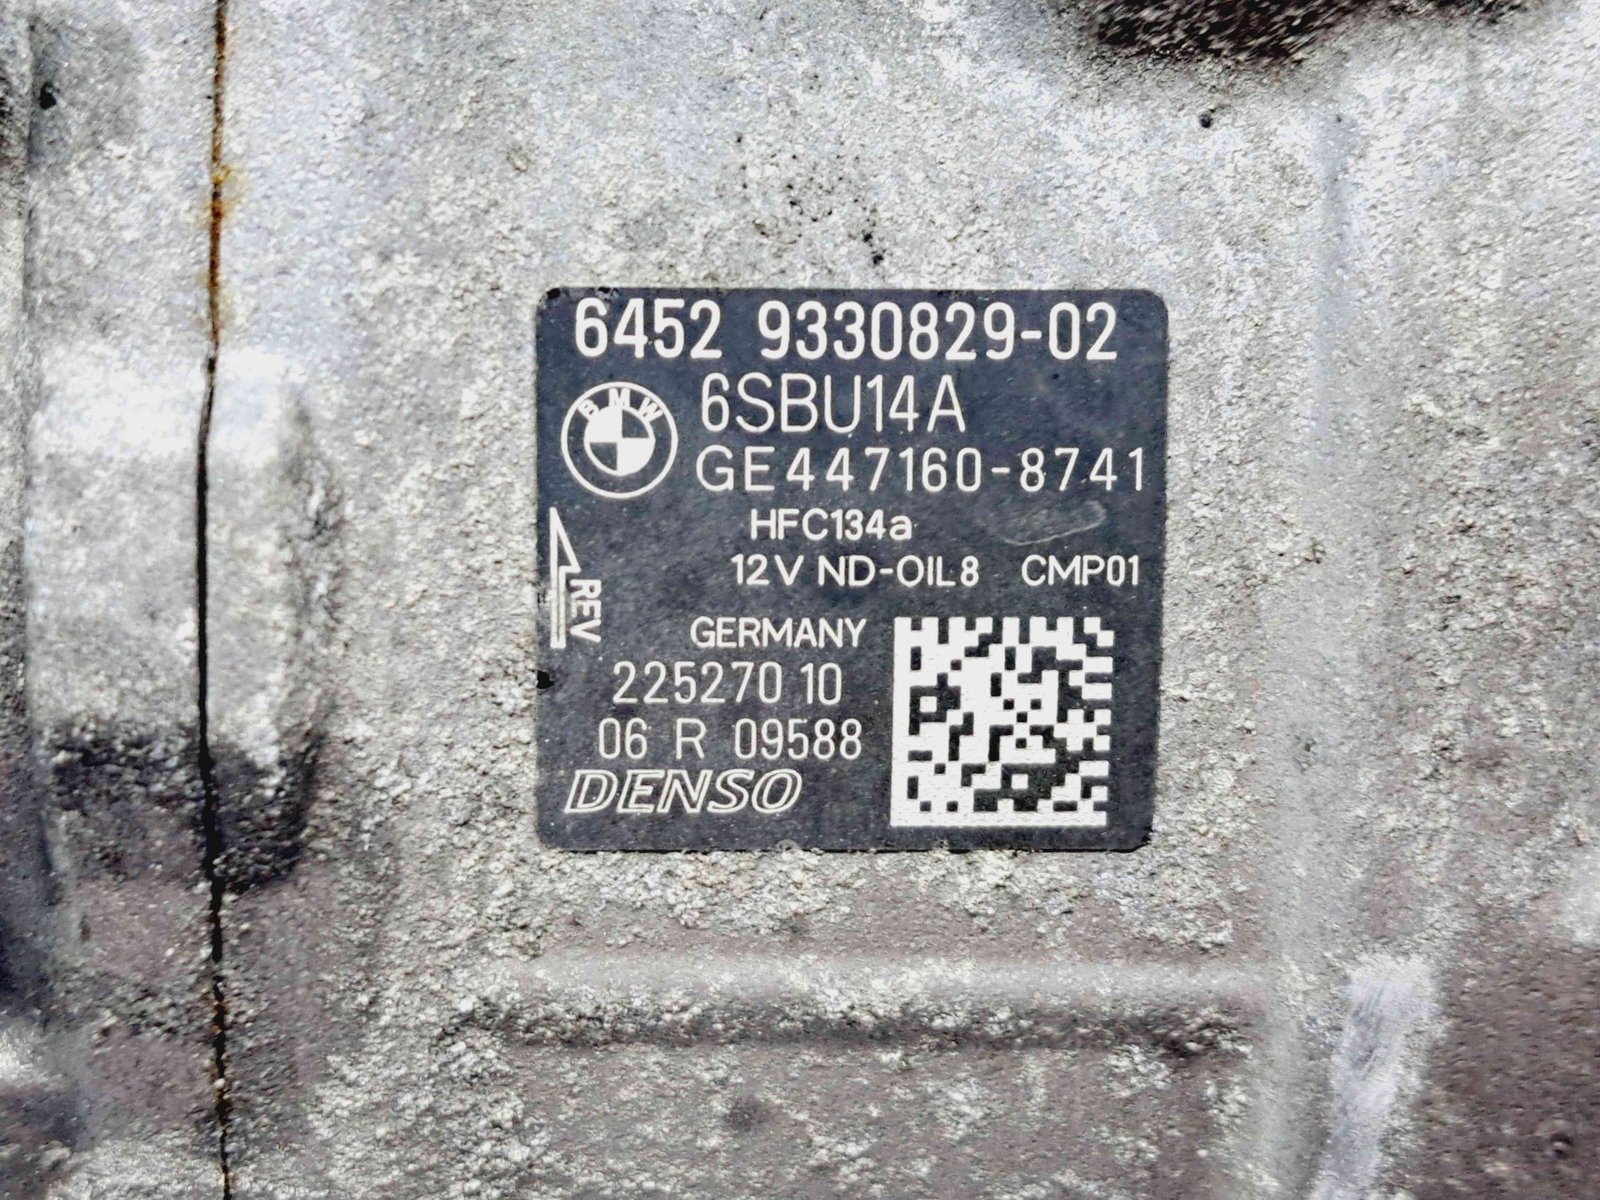 6452 9330829-02
BMW
6SBU14A
GE447160-8741
HFC134a
12V ND-OIL8 CMP01
REV
GERMANY
225270 10
06 R 09588
DENSO